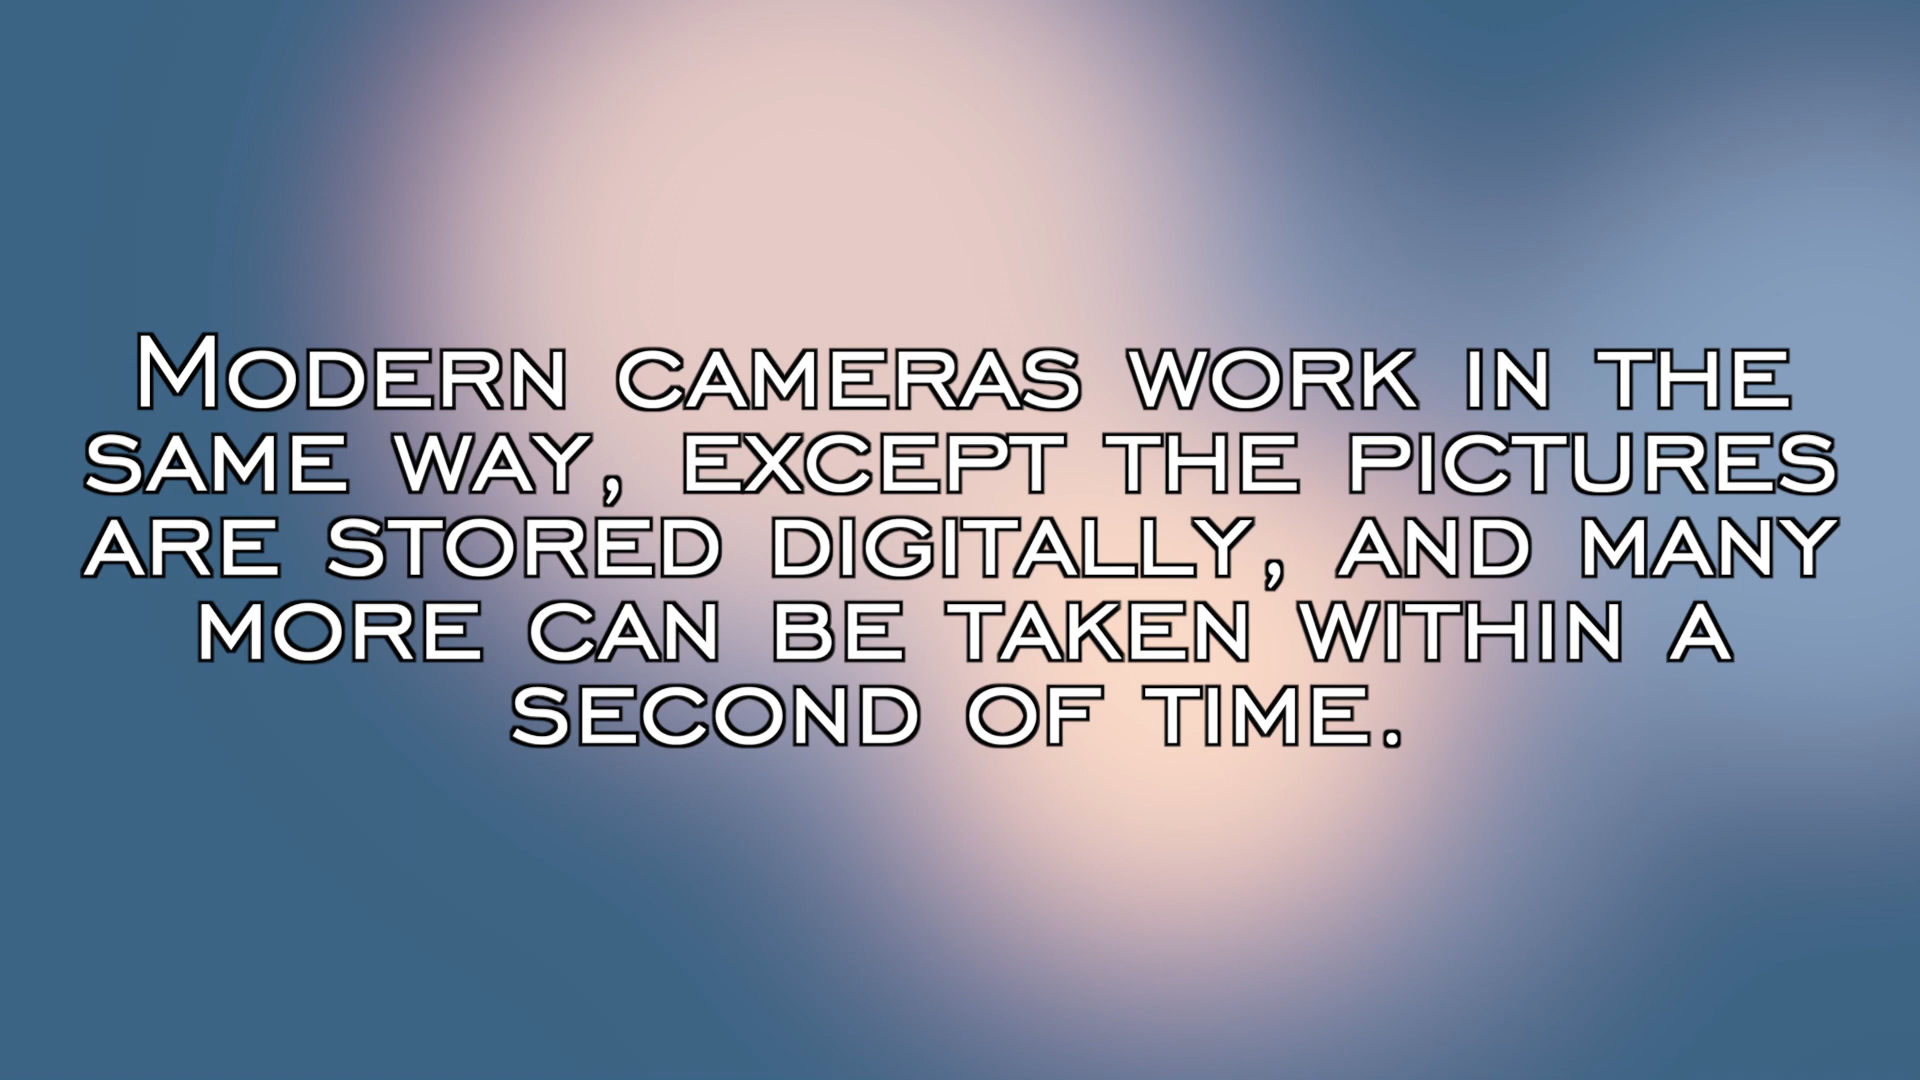 Modern cameras work in the
same way, except the pictures
are stored digitally, and many
more can be taken within a
second of time.